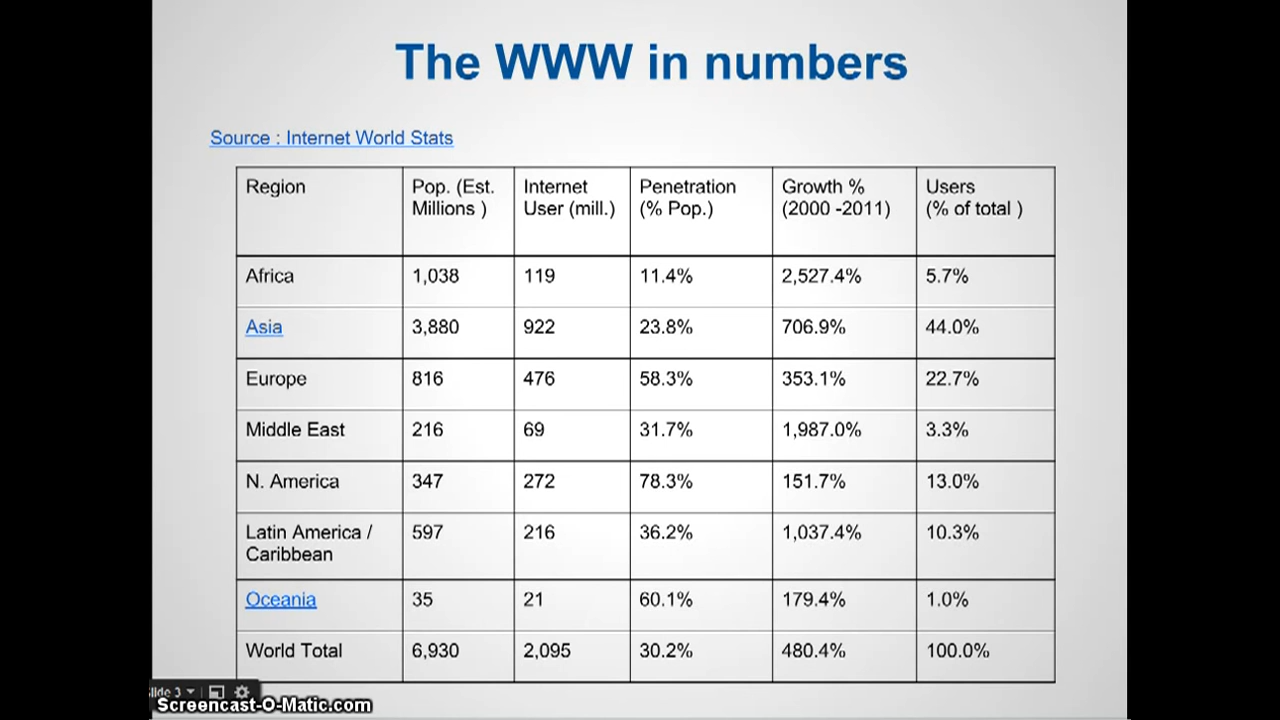 The WWW in numbers
Source : Internet World Stats
Region Pop. (Est. Millions ) Internet User (mill.) Penetration (% Pop.) Growth % (2000 -2011) Users (% of total )
Africa 1,038 119 11.4% 2,527.4% 5.7%
Asia 3,880 922 23.8% 706.9% 44.0%
Europe 816 476 58.3% 353.1% 22.7%
Middle East 216 69 31.7% 1,987.0% 3.3%
N. America 347 272 78.3% 151.7% 13.0%
Latin America / Caribbean 597 216 36.2% 1,037.4% 10.3%
Oceania 35 21 60.1% 179.4% 1.0%
World Total 6,930 2,095 30.2% 480.4% 100.0%
lide 3
Screencast-O-Matic.com